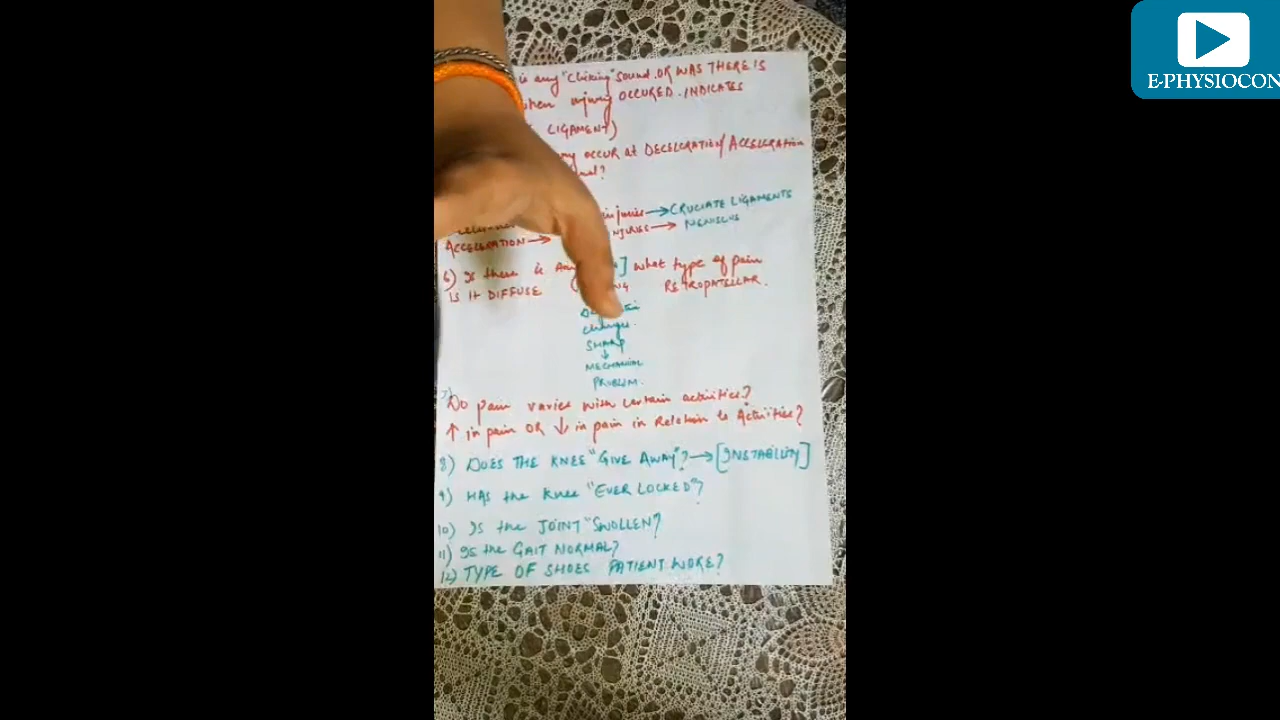 is any "Clicking" sound. OR WAS THERE IS
when injury OCCURED. INDICATES
LIGAMENT)
OCCUR at DECELERATION/ACCELERATION
injuries → CRUCIATE LIGAMENTS
ACCELERATION → NJURIES → MENISCUS
6) Is there is Any ] what type of pain
IS It DIFFUSE RETROPATELLAR.
changes.
SHARP
↓
MECHANICAL
PROBLEM.
7) Do pain varies with certain activities?
↑ in pain OR ↓ in pain in Relation to Activities?
8) DOES THE KNEE "GIVE AWAY"? → [INSTABILITY]
9) HAS the Knee "EVER LOCKED"?
10) Is the JOINT "SWOLLEN?
11) Is the GAIT NORMAL?
12) TYPE OF SHOES PATIENT WORE?
E-PHYSIOCON